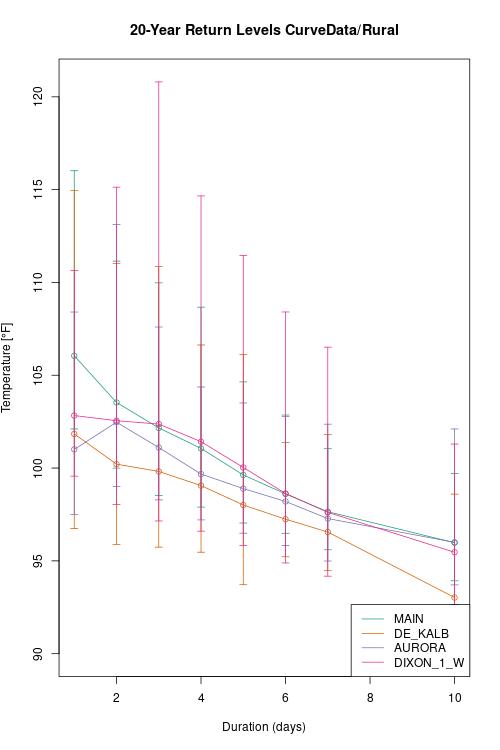 20-Year Return Levels CurveData/Rural
Temperature [°F]
120
115
110
105
100
95
90
2 4 6 8 10
Duration (days)
MAIN
DE_KALB
AURORA
DIXON_1_W